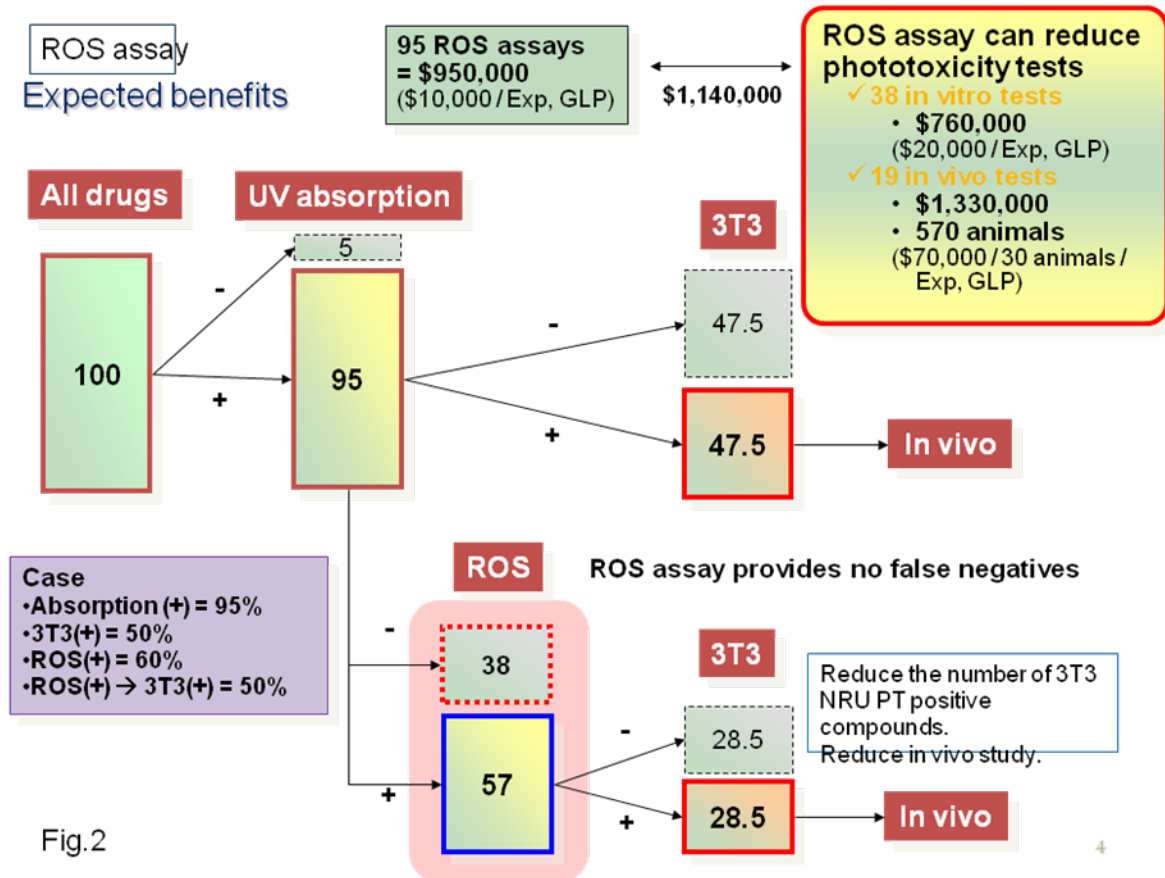 ROS assay
Expected benefits
95 ROS assays
= $950,000
($10,000 / Exp, GLP)
$1,140,000
ROS assay can reduce
phototoxicity tests
✓38 in vitro tests
• $760,000
($20,000 / Exp, GLP)
✓19 in vivo tests
• $1,330,000
• 570 animals
($70,000 / 30 animals /
Exp, GLP)
All drugs
UV absorption
3T3
5
100
-
+
95
-
+
47.5
47.5
In vivo
Case
•Absorption (+) = 95%
•3T3(+) = 50%
•ROS(+) = 60%
•ROS(+) → 3T3(+) = 50%
ROS
ROS assay provides no false negatives
-
38
+
57
3T3
-
28.5
+
28.5
In vivo
Reduce the number of 3T3
NRU PT positive
compounds.
Reduce in vivo study.
Fig.2
4